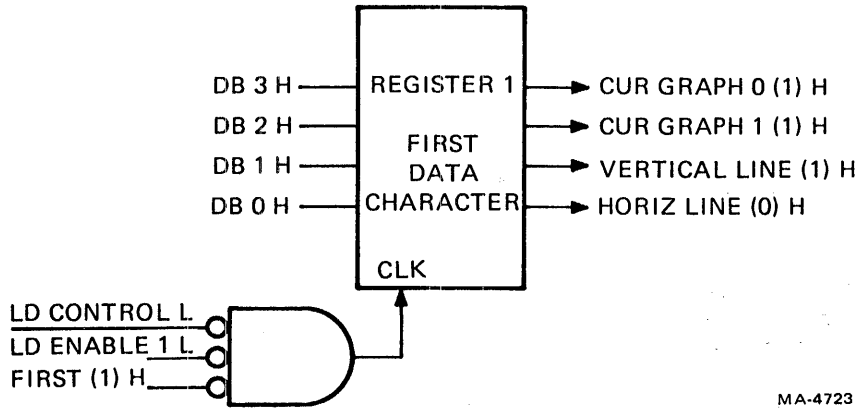 DB 3 H REGISTER 1 CUR GRAPH 0 (1) H
DB 2 H CUR GRAPH 1 (1) H
FIRST
DB 1 H DATA VERTICAL LINE (1) H
DB 0 H CHARACTER HORIZ LINE (0) H
CLK
LD CONTROL L
LD ENABLE 1 L
FIRST (1) H
MA-4723